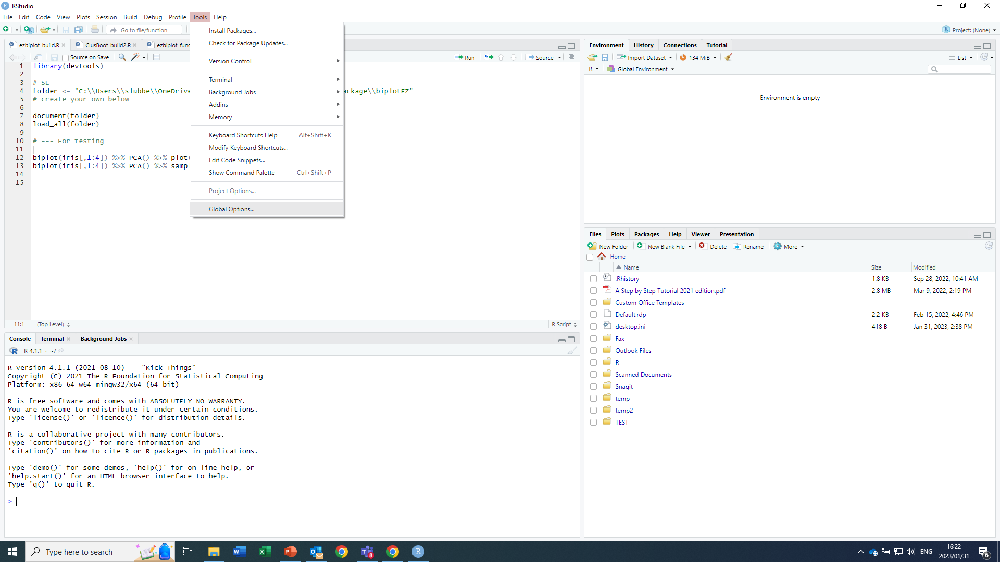 RStudio
File Edit Code View Plots Session Build Debug Profile Tools Help
Go to file/function
Project: (None)
ezbiplot_build.R
ClusBoot_build2.R
ezbiplot_func
Source on Save
Run
Source
1 library(devtools)
2
3 # SL
4 folder <- "C:\\Users\\slubbe\\OneDrive ackage\\biplotEZ"
5 # create your own below
6
7 document(folder)
8 load_all(folder)
9
10 # --- For testing
11
12 biplot(iris[,1:4]) %>% PCA() %>% plot(
13 biplot(iris[,1:4]) %>% PCA() %>% samp
14
15
11:1 (Top Level) R Script
Install Packages...
Check for Package Updates...
Version Control
Terminal
Background Jobs
Addins
Memory
Keyboard Shortcuts Help Alt+Shift+K
Modify Keyboard Shortcuts...
Edit Code Snippets...
Show Command Palette Ctrl+Shift+P
Project Options...
Global Options...
Console Terminal Background Jobs
R 4.1.1 · ~/
R version 4.1.1 (2021-08-10) -- "Kick Things"
Copyright (C) 2021 The R Foundation for Statistical Computing
Platform: x86_64-w64-mingw32/x64 (64-bit)
R is free software and comes with ABSOLUTELY NO WARRANTY.
You are welcome to redistribute it under certain conditions.
Type 'license()' or 'licence()' for distribution details.
R is a collaborative project with many contributors.
Type 'contributors()' for more information and
'citation()' on how to cite R or R packages in publications.
Type 'demo()' for some demos, 'help()' for on-line help, or
'help.start()' for an HTML browser interface to help.
Type 'q()' to quit R.
>
Environment History Connections Tutorial
Import Dataset 134 MiB List
R Global Environment
Environment is empty
Files Plots Packages Help Viewer Presentation
New Folder New Blank File Delete Rename More
Home ...
Name Size Modified
.Rhistory 1.8 KB Sep 28, 2022, 10:41 AM
A Step by Step Tutorial 2021 edition.pdf 2.8 MB Mar 9, 2022, 2:19 PM
Custom Office Templates
Default.rdp 2.2 KB Feb 15, 2022, 4:46 PM
desktop.ini 418 B Jan 31, 2023, 2:38 PM
Fax
Outlook Files
R
Scanned Documents
Snagit
temp
temp2
TEST
Type here to search
ENG
16:22
2023/01/31
6